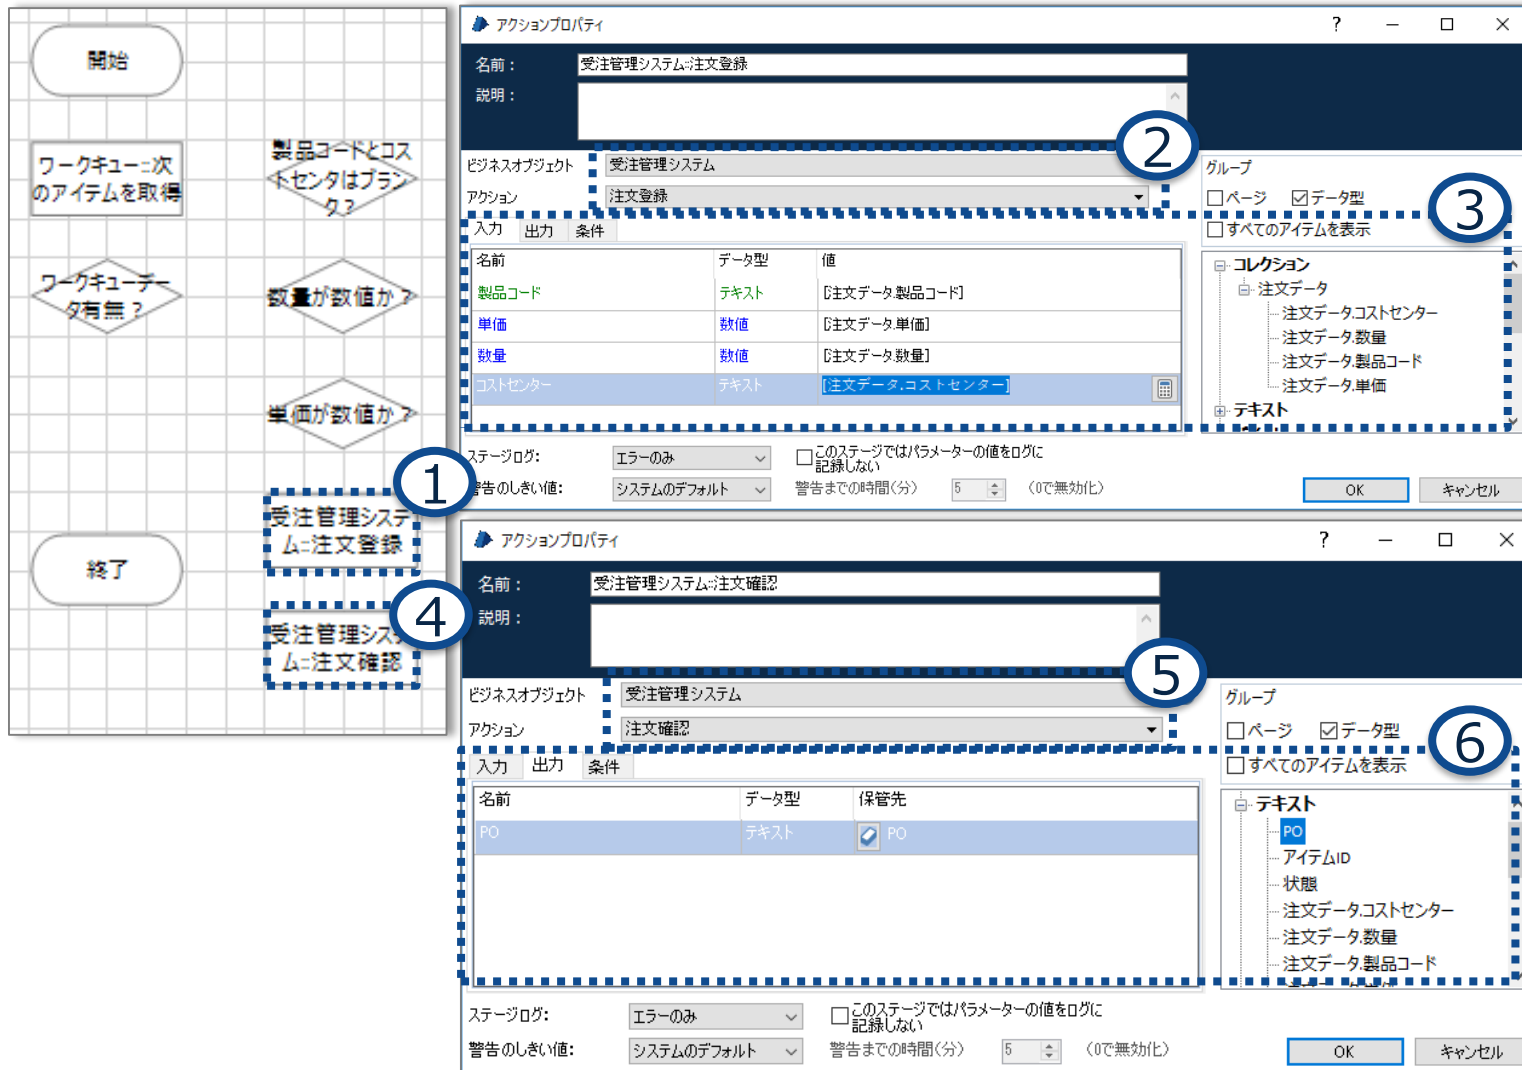 開始
ワークキュー::次
のアイテムを取得
製品コードとコス
トセンタはブラン
ク?
ワークキューデー
タ有無?
数量が数値か?
単価が数値か?
①
受注管理システ
ム::注文登録
終了
④
受注管理システ
ム::注文確認
アクションプロパティ
名前:
受注管理システム::注文登録
説明:
②
ビジネスオブジェクト
受注管理システム
アクション
注文登録
グループ
ページ
データ型
③
すべてのアイテムを表示
入力 出力 条件
名前 データ型 値
製品コード テキスト [注文データ.製品コード]
単価 数値 [注文データ.単価]
数量 数値 [注文データ.数量]
コストセンター テキスト [注文データ.コストセンター]
コレクション
注文データ
注文データ.コストセンター
注文データ.数量
注文データ.製品コード
注文データ.単価
テキスト
ステージログ: エラーのみ
このステージではパラメーターの値をログに
記録しない
警告のしきい値: システムのデフォルト
警告までの時間(分) 5 (0で無効化)
OK キャンセル
アクションプロパティ
名前:
受注管理システム::注文確認
説明:
⑤
ビジネスオブジェクト
受注管理システム
アクション
注文確認
グループ
ページ
データ型
⑥
すべてのアイテムを表示
入力 出力 条件
名前 データ型 保管先
PO テキスト PO
テキスト
PO
アイテムID
状態
注文データ.コストセンター
注文データ.数量
注文データ.製品コード
ステージログ: エラーのみ
このステージではパラメーターの値をログに
記録しない
警告のしきい値: システムのデフォルト
警告までの時間(分) 5 (0で無効化)
OK キャンセル